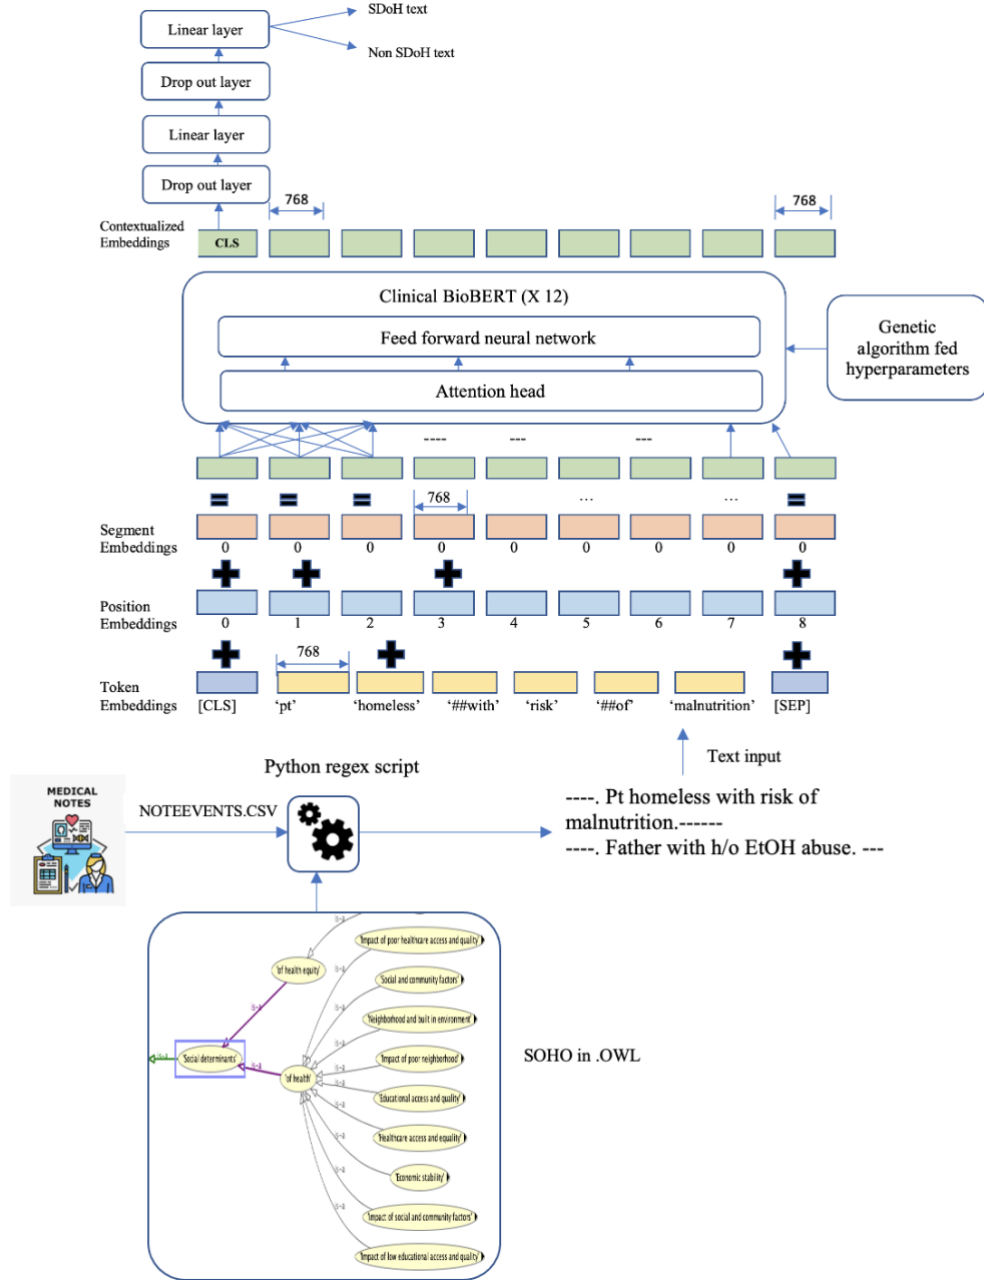 SDoH text
Linear layer
Non SDoH text
Drop out layer
Linear layer
Drop out layer
768
768
Contextualized
Embeddings
CLS
Clinical BioBERT (X 12)
Feed forward neural network
Attention head
Genetic
algorithm fed
hyperparameters
---- --- ---
= = = 768 ... ... =
Segment
Embeddings
0 0 0 0 0 0 0 0 0
Position
Embeddings
0 1 2 3 4 5 6 7 8
768
Token
Embeddings
[CLS] ‘pt’ ‘homeless’ ‘##with’ ‘risk’ ‘##of’ ‘malnutrition’ [SEP]
Text input
Python regex script
MEDICAL
NOTES
NOTEEVENTS.CSV
----. Pt homeless with risk of
malnutrition.------
----. Father with h/o EtOH abuse. ---
'Impact of poor healthcare access and quality'
'of health equity'
'Social and community factors'
'Neighborhood and built in environment'
'Social determinants'
'Impact of poor neighborhood'
'of health'
'Educational access and quality'
'Healthcare access and equality'
'Economic stability'
'Impact of social and community factors'
'Impact of low educational access and quality'
SOHO in .OWL